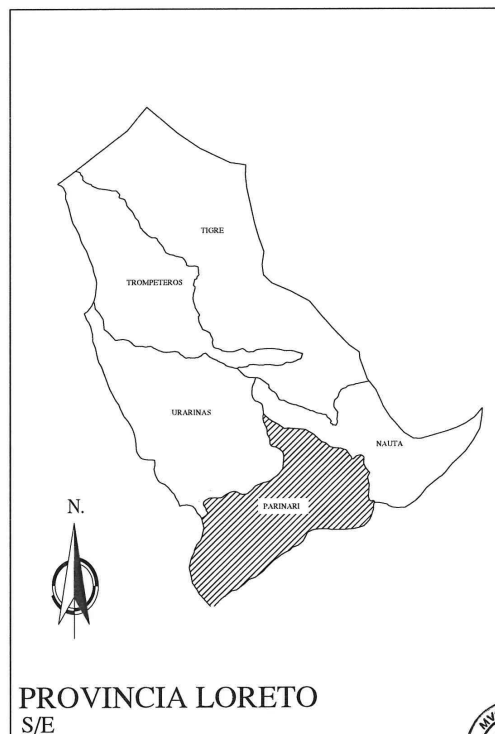 TIGRE
TROMPETEROS
URARINAS
NAUTA
PARINARI
N.
PROVINCIA LORETO
S/E